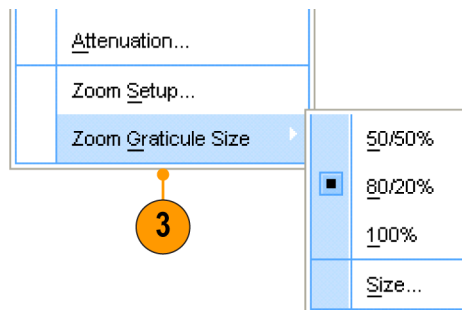 Attenuation...
Zoom Setup...
Zoom Graticule Size
50/50%
80/20%
100%
Size...
3